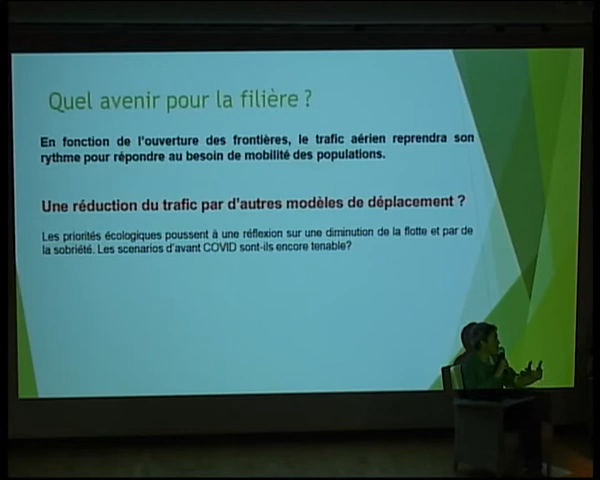 Quel avenir pour la filière ?
En fonction de l'ouverture des frontières, le trafic aérien reprendra son
rythme pour répondre au besoin de mobilité des populations.
Une réduction du trafic par d'autres modèles de déplacement ?
Les priorités écologiques poussent à une réflexion sur une diminution de la flotte et par de
la sobriété. Les scenarios d'avant COVID sont-ils encore tenable?